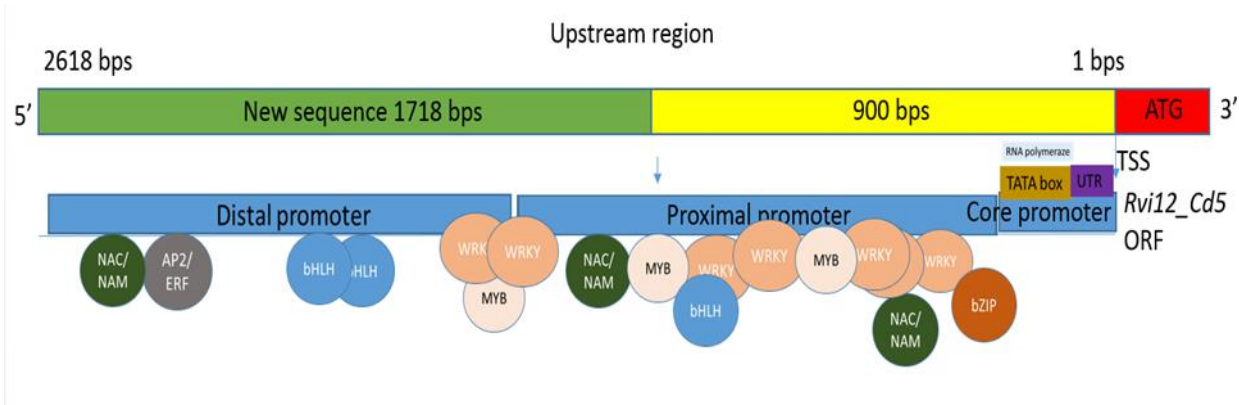 Upstream region
2618 bps
1 bps
5’
New sequence 1718 bps
900 bps
ATG
3’
RNA polymeraze
TSS
TATA box
UTR
Distal promoter
Proximal promoter
Core promoter
Rvi12_Cd5
ORF
NAC/
NAM
AP2/
ERF
bHLH
bHLH
WRKY
WRKY
MYB
NAC/
NAM
MYB
WRKY
bHLH
WRKY
MYB
WRKY
WRKY
NAC/
NAM
bZIP